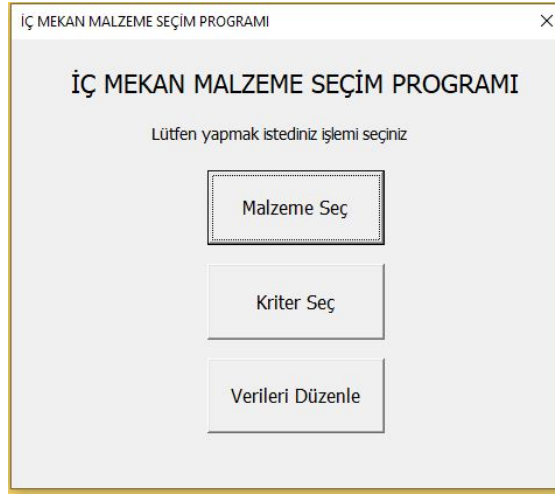 İÇ MEKAN MALZEME SEÇİM PROGRAMI
İÇ MEKAN MALZEME SEÇİM PROGRAMI
Lütfen yapmak istediniz işlemi seçiniz
Malzeme Seç
Kriter Seç
Verileri Düzenle